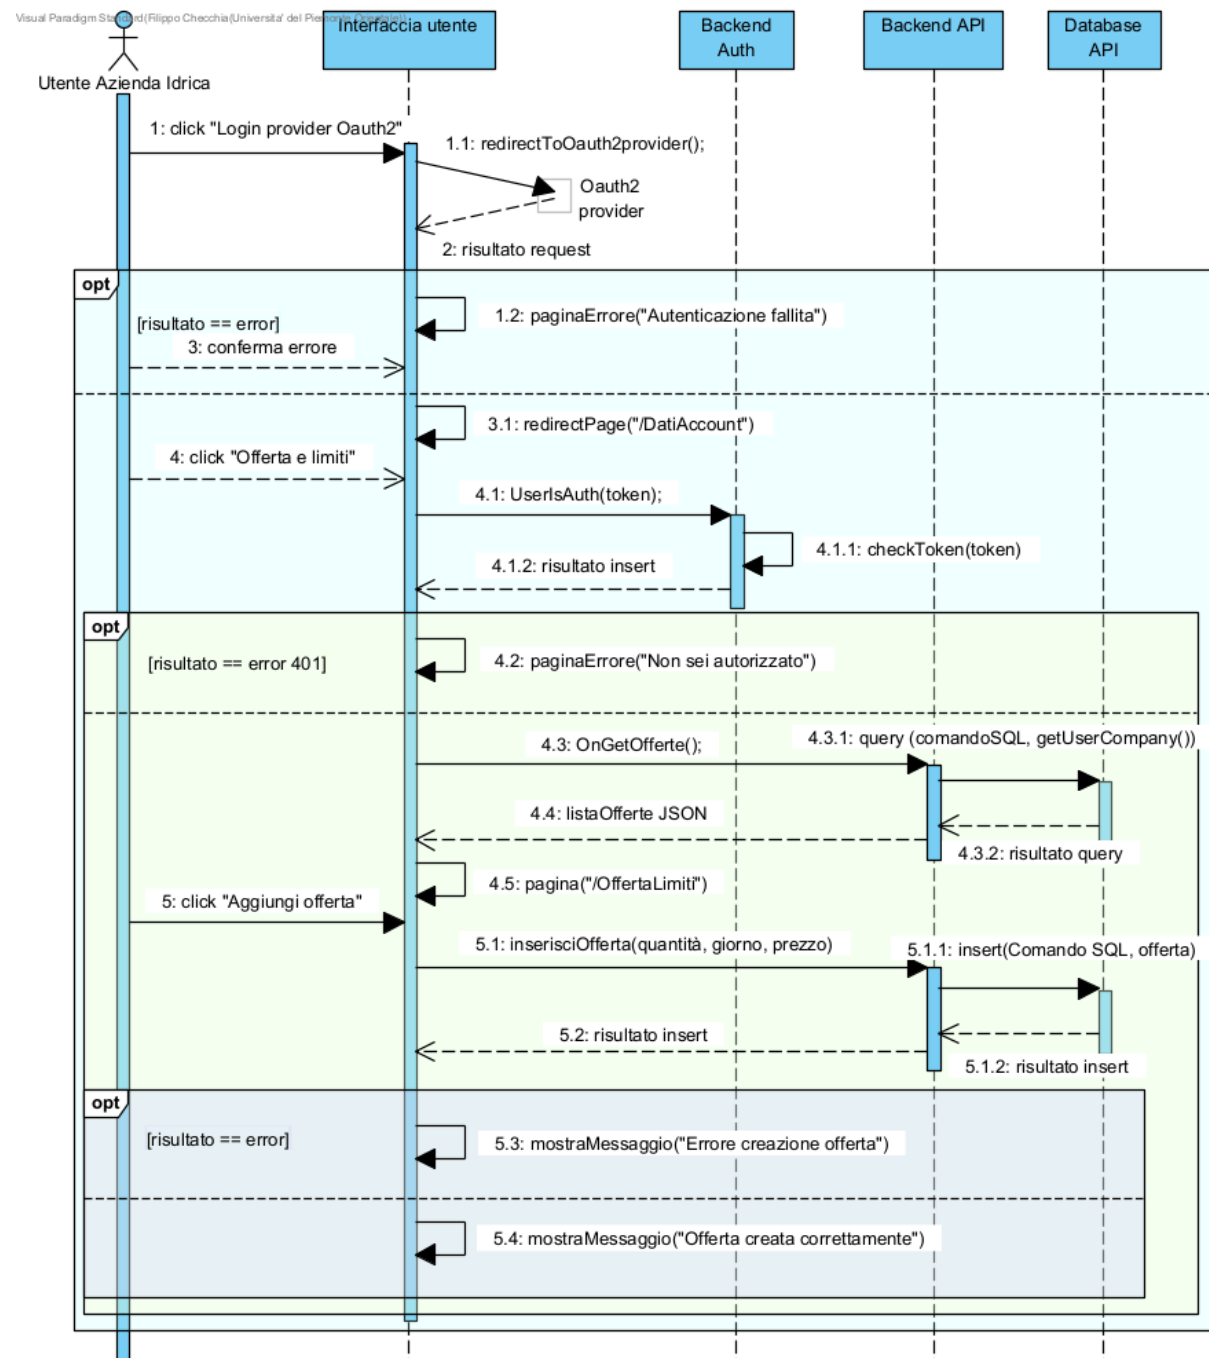 Visual Paradigm Standard(Filippo Checchia(Universita' del Piemonte Orientale))
Utente Azienda Idrica
Interfaccia utente
Backend
Auth
Backend API
Database
API
1: click "Login provider Oauth2"
1.1: redirectToOauth2provider();
Oauth2
provider
2: risultato request
opt
[risultato == error]
1.2: paginaErrore("Autenticazione fallita")
3: conferma errore
3.1: redirectPage("/DatiAccount")
4: click "Offerta e limiti"
4.1: UserIsAuth(token);
4.1.1: checkToken(token)
4.1.2: risultato insert
opt
[risultato == error 401]
4.2: paginaErrore("Non sei autorizzato")
4.3: OnGetOfferte();
4.3.1: query (comandoSQL, getUserCompany())
4.4: listaOfferte JSON
4.3.2: risultato query
4.5: pagina("/OffertaLimiti")
5: click "Aggiungi offerta"
5.1: inserisciOfferta(quantità, giorno, prezzo)
5.1.1: insert(Comando SQL, offerta)
5.2: risultato insert
5.1.2: risultato insert
opt
[risultato == error]
5.3: mostraMessaggio("Errore creazione offerta")
5.4: mostraMessaggio("Offerta creata correttamente")